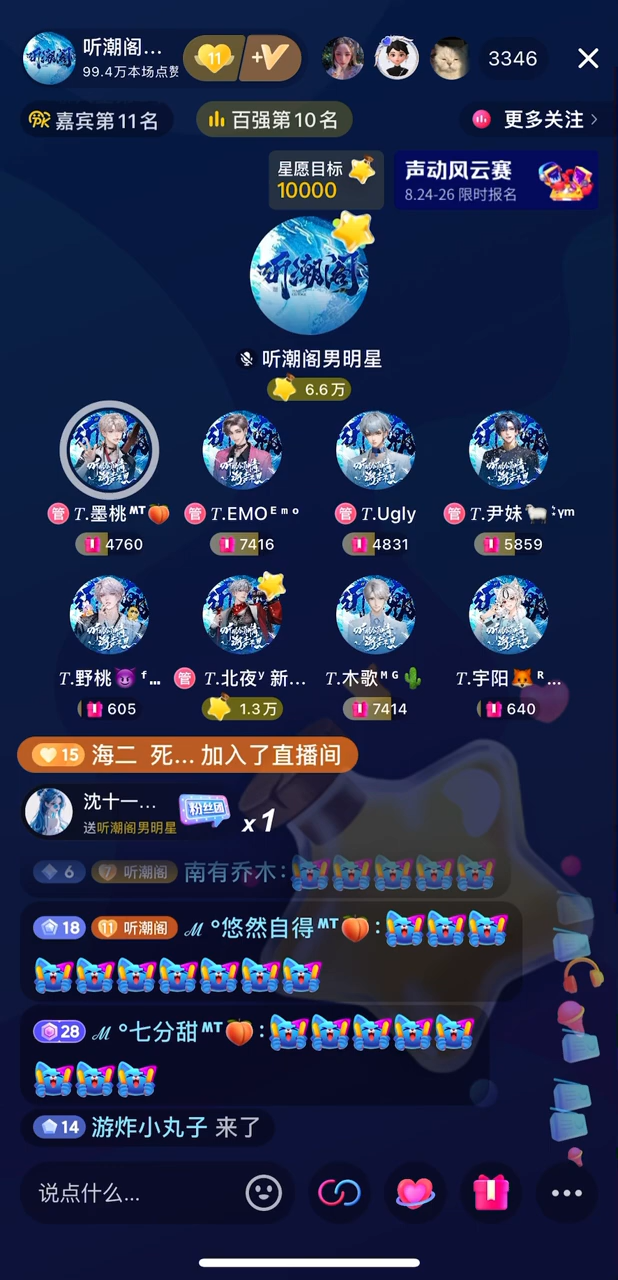 听潮阁...
99.4万本场点赞
11
+
3346
嘉宾第11名
百强第10名
更多关注 >
星愿目标
10000
声动风云赛
8.24-26 限时报名
听潮阁
听潮阁男明星
6.6万
管 T.墨桃ᴹᵀ🍑
管 T.EMOᴱᵐᵒ
管 T.Ugly
管 T.尹妹🐑
4760
7416
4831
5859
T.野桃😈ᶠ...
管 T.北夜ʸ 新...
T.木歌ᴹᴳ🌵
T.宇阳🦊ᴿ...
605
1.3万
7414
640
15 海二 死... 加入了直播间
沈十一...
送听潮阁男明星
粉丝团
x1
6 7 听潮阁 南有乔木:
18 11 听潮阁 ℳ °悠然自得ᴹᵀ🍑:
28 ℳ °七分甜ᴹᵀ🍑:
14 游炸小丸子 来了
说点什么...